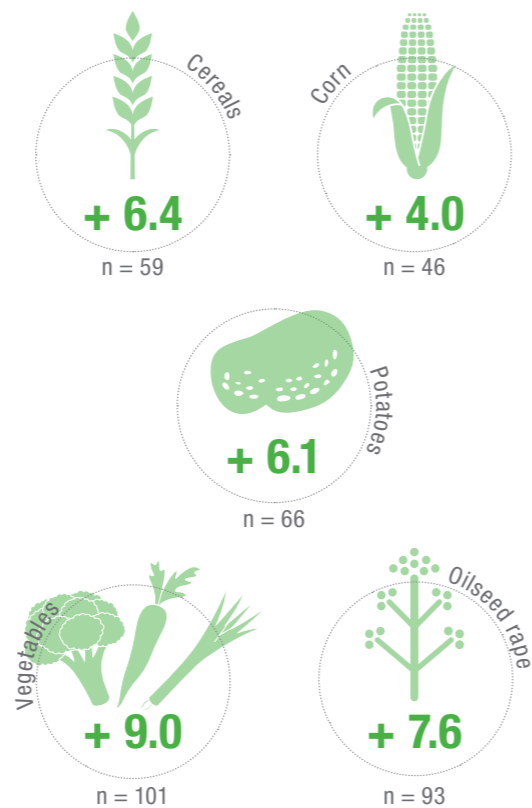 Cereals
+ 6.4
n = 59
Corn
+ 4.0
n = 46
Potatoes
+ 6.1
n = 66
Vegetables
+ 9.0
n = 101
Oilseed rape
+ 7.6
n = 93